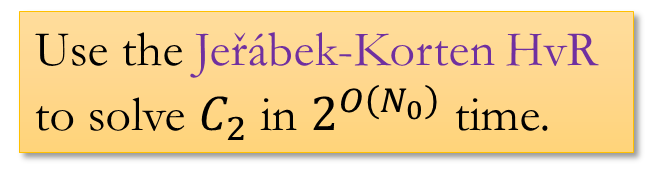 Use the Jeřábek-Korten HvR
to solve 𝐶₂ in 2^{𝑂(𝑁₀)} time.